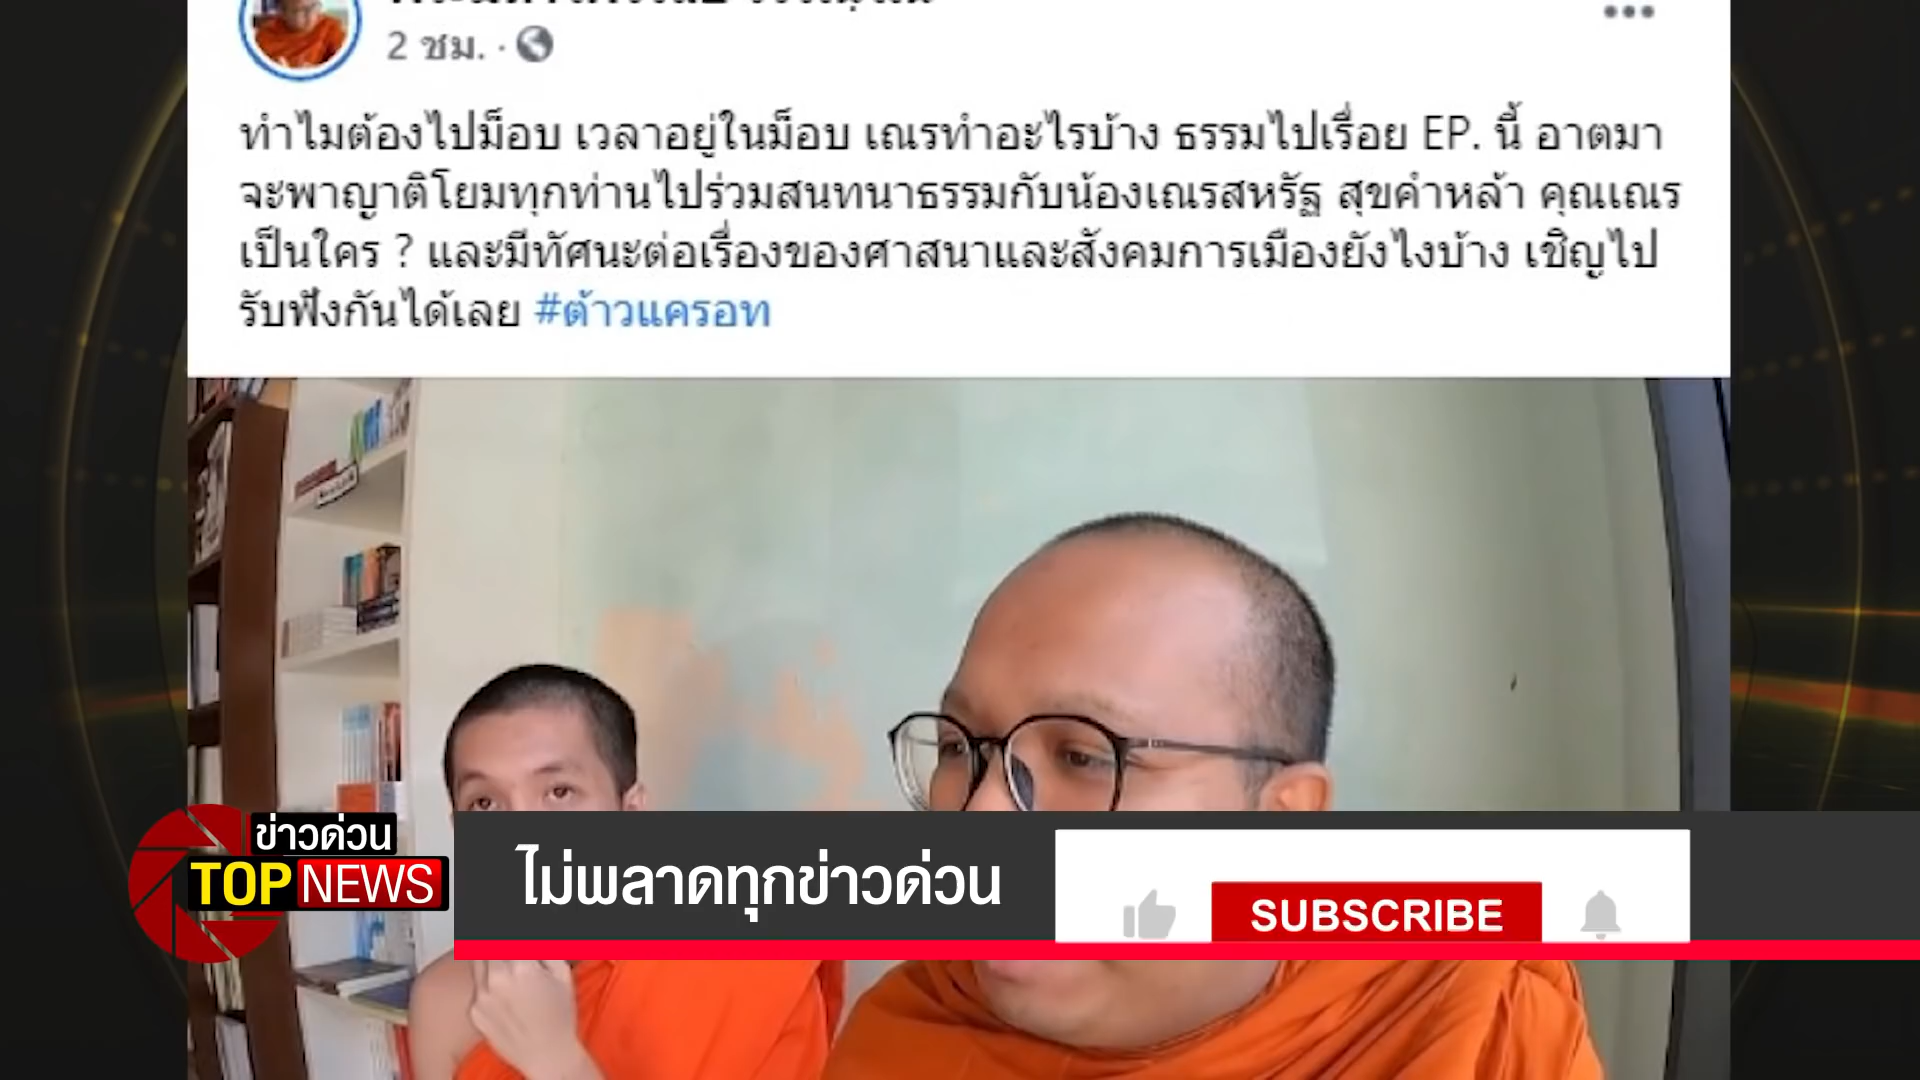 2 ชม.
ทำไมต้องไปม็อบ เวลาอยู่ในม็อบ เณรทำอะไรบ้าง ธรรมไปเรื่อย EP. นี้ อาตมา
จะพาญาติโยมทุกท่านไปร่วมสนทนาธรรมกับน้องเณรสหรัฐ สุขคำหล้า คุณเณร
เป็นใคร ? และมีทัศนะต่อเรื่องของศาสนาและสังคมการเมืองยังไงบ้าง เชิญไป
รับฟังกันได้เลย #ต้าวแครอท
ข่าวด่วน
TOP NEWS
ไม่พลาดทุกข่าวด่วน
SUBSCRIBE